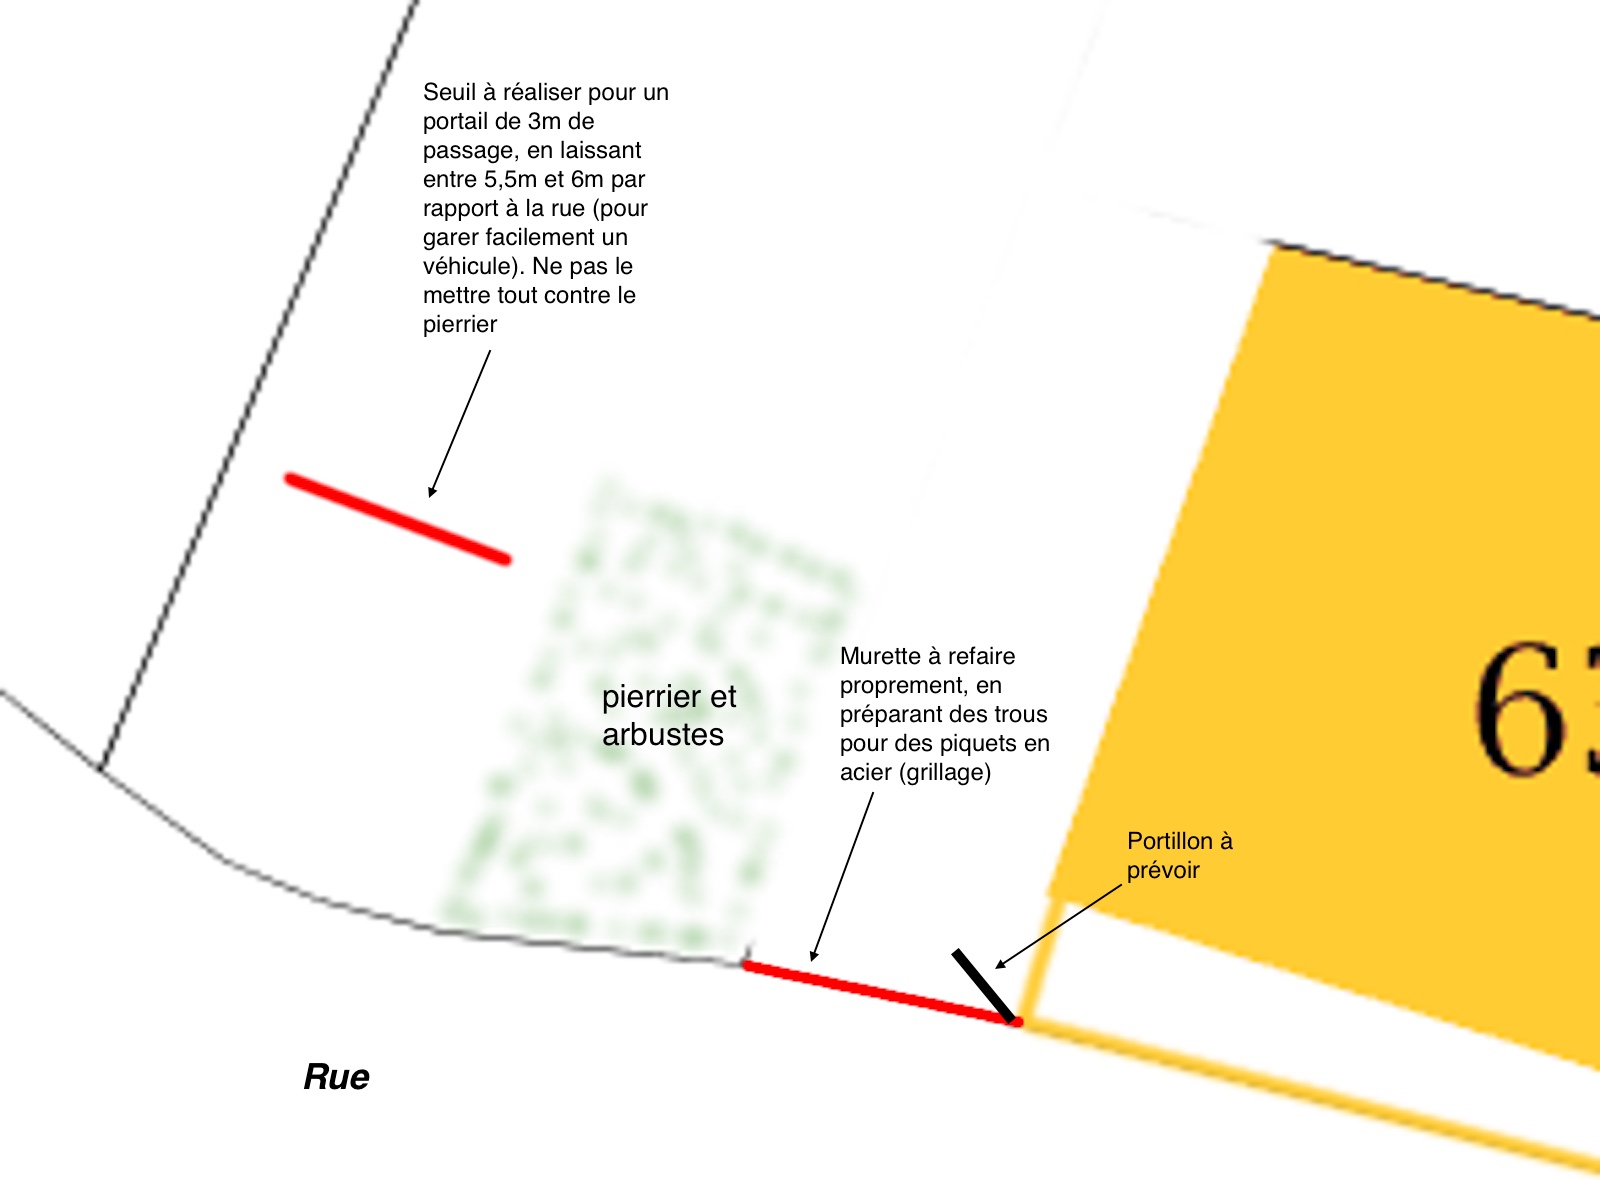 Seuil à réaliser pour un
portail de 3m de
passage, en laissant
entre 5,5m et 6m par
rapport à la rue (pour
garer facilement un
véhicule). Ne pas le
mettre tout contre le
pierrier
pierrier et
arbustes
Murette à refaire
proprement, en
préparant des trous
pour des piquets en
acier (grillage)
Portillon à
prévoir
6
Rue